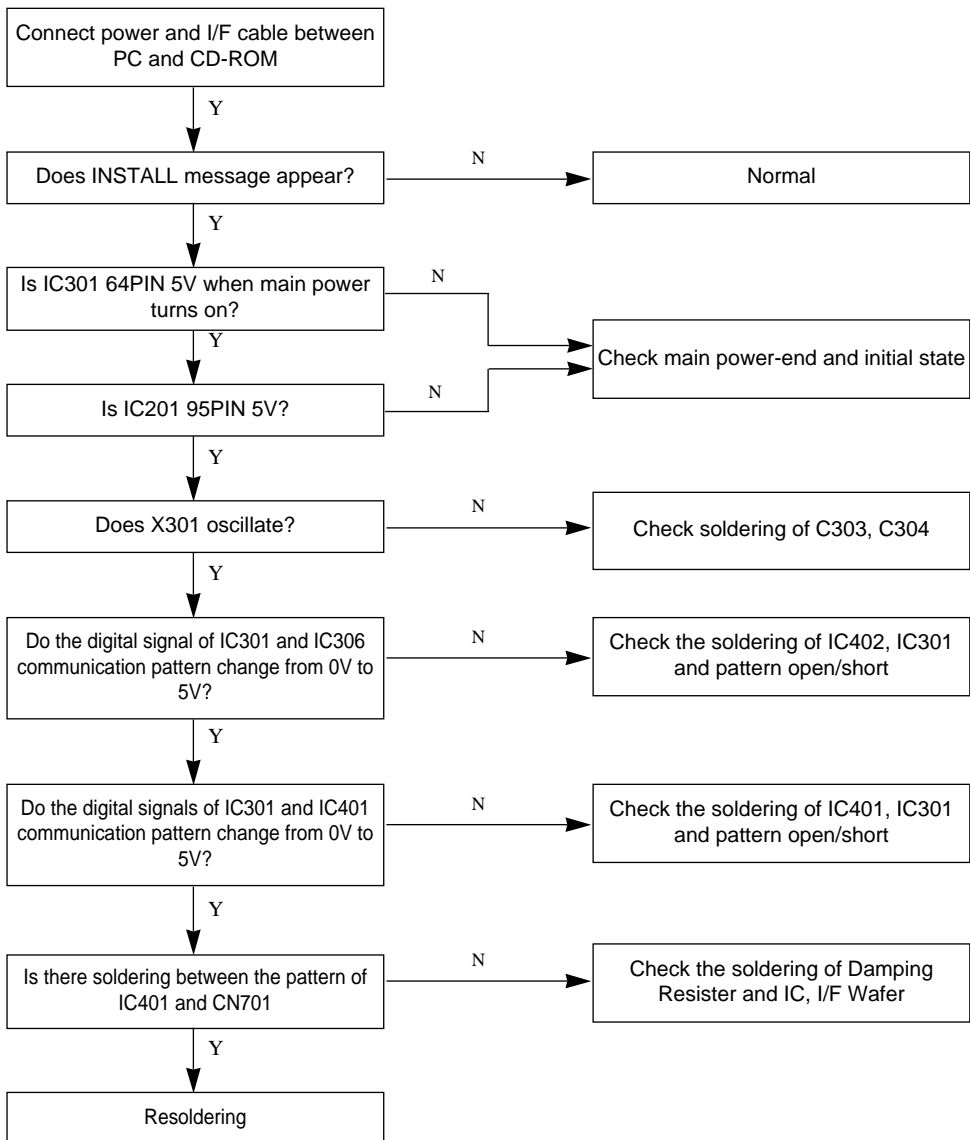 Connect power and I/F cable between
PC and CD-ROM
Y
Does INSTALL message appear?
N
Normal
Y
Is IC301 64PIN 5V when main power
turns on?
N
Check main power-end and initial state
Y
Is IC201 95PIN 5V?
N
Y
Does X301 oscillate?
N
Check soldering of C303, C304
Y
Do the digital signal of IC301 and IC306
communication pattern change from 0V to
5V?
N
Check the soldering of IC402, IC301
and pattern open/short
Y
Do the digital signals of IC301 and IC401
communication pattern change from 0V to
5V?
N
Check the soldering of IC401, IC301
and pattern open/short
Y
Is there soldering between the pattern of
IC401 and CN701
N
Check the soldering of Damping
Resister and IC, I/F Wafer
Y
Resoldering